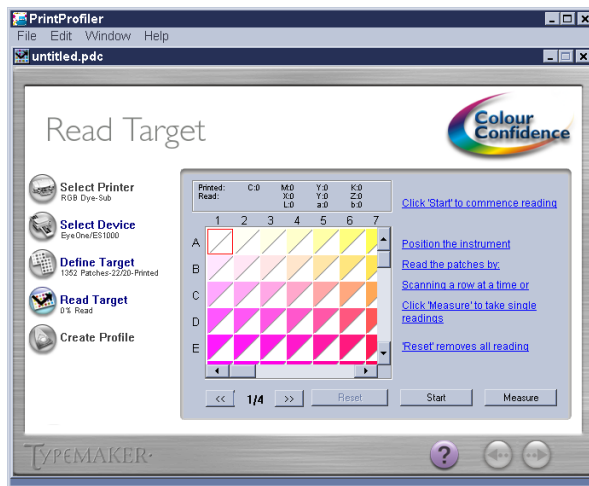 PrintProfiler
File Edit Window Help
untitled.pdc
Read Target
Colour
Confidence
Select Printer
RGB Dye-Sub
Select Device
EyeOne/ES1000
Define Target
1352 Patches-22/20-Printed
Read Target
0% Read
Create Profile
Printed: C:0 M:0 Y:0 K:0
Read: X:0 Y:0 Z:0
L:0 a:0 b:0
1 2 3 4 5 6 7
A
B
C
D
E
<< 1/4 >> Reset Start Measure
Click 'Start' to commence reading
Position the instrument
Read the patches by:
Scanning a row at a time or
Click 'Measure' to take single
readings
'Reset' removes all reading
TYPEMAKER
?